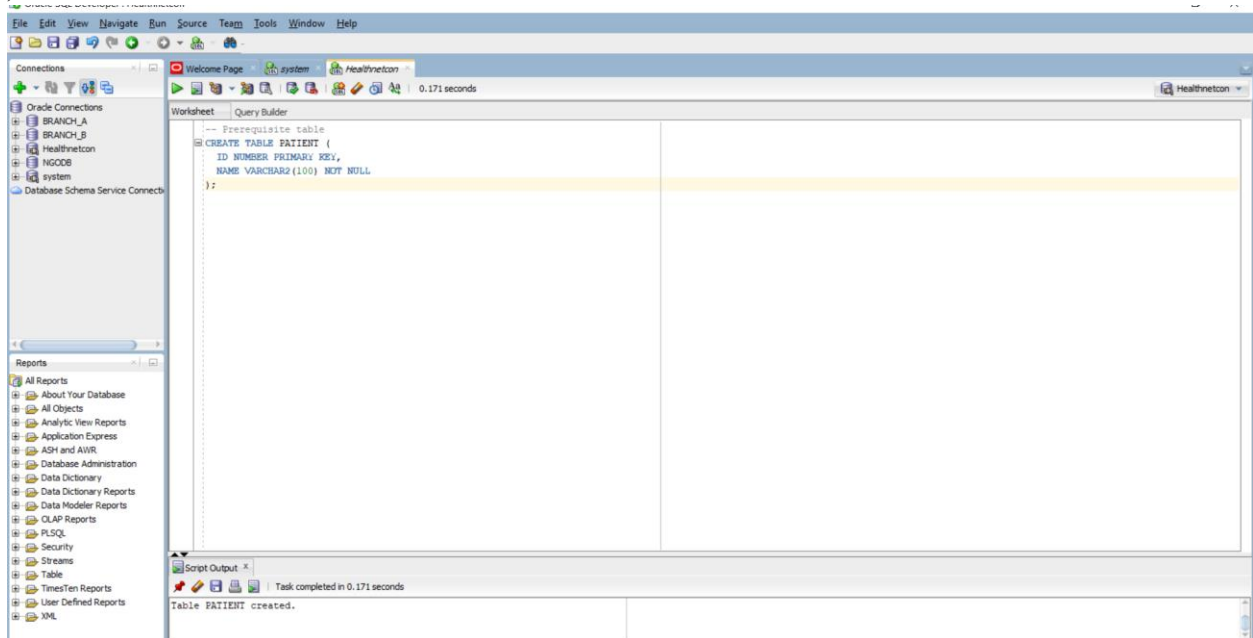 File Edit View Navigate Run Source Team Tools Window Help
Connections
Oracle Connections
BRANCH_A
BRANCH_B
Healthnetcon
NGODB
system
Database Schema Service Connecti
Reports
All Reports
About Your Database
All Objects
Analytic View Reports
Application Express
ASH and AWR
Database Administration
Data Dictionary
Data Dictionary Reports
Data Modeler Reports
OLAP Reports
PLSQL
Security
Streams
Table
TimesTen Reports
User Defined Reports
XML
Welcome Page system Healthnetcon
0.171 seconds Healthnetcon
Worksheet Query Builder
-- Prerequisite table
CREATE TABLE PATIENT (
ID NUMBER PRIMARY KEY,
NAME VARCHAR2(100) NOT NULL
);
Script Output
Task completed in 0.171 seconds
Table PATIENT created.